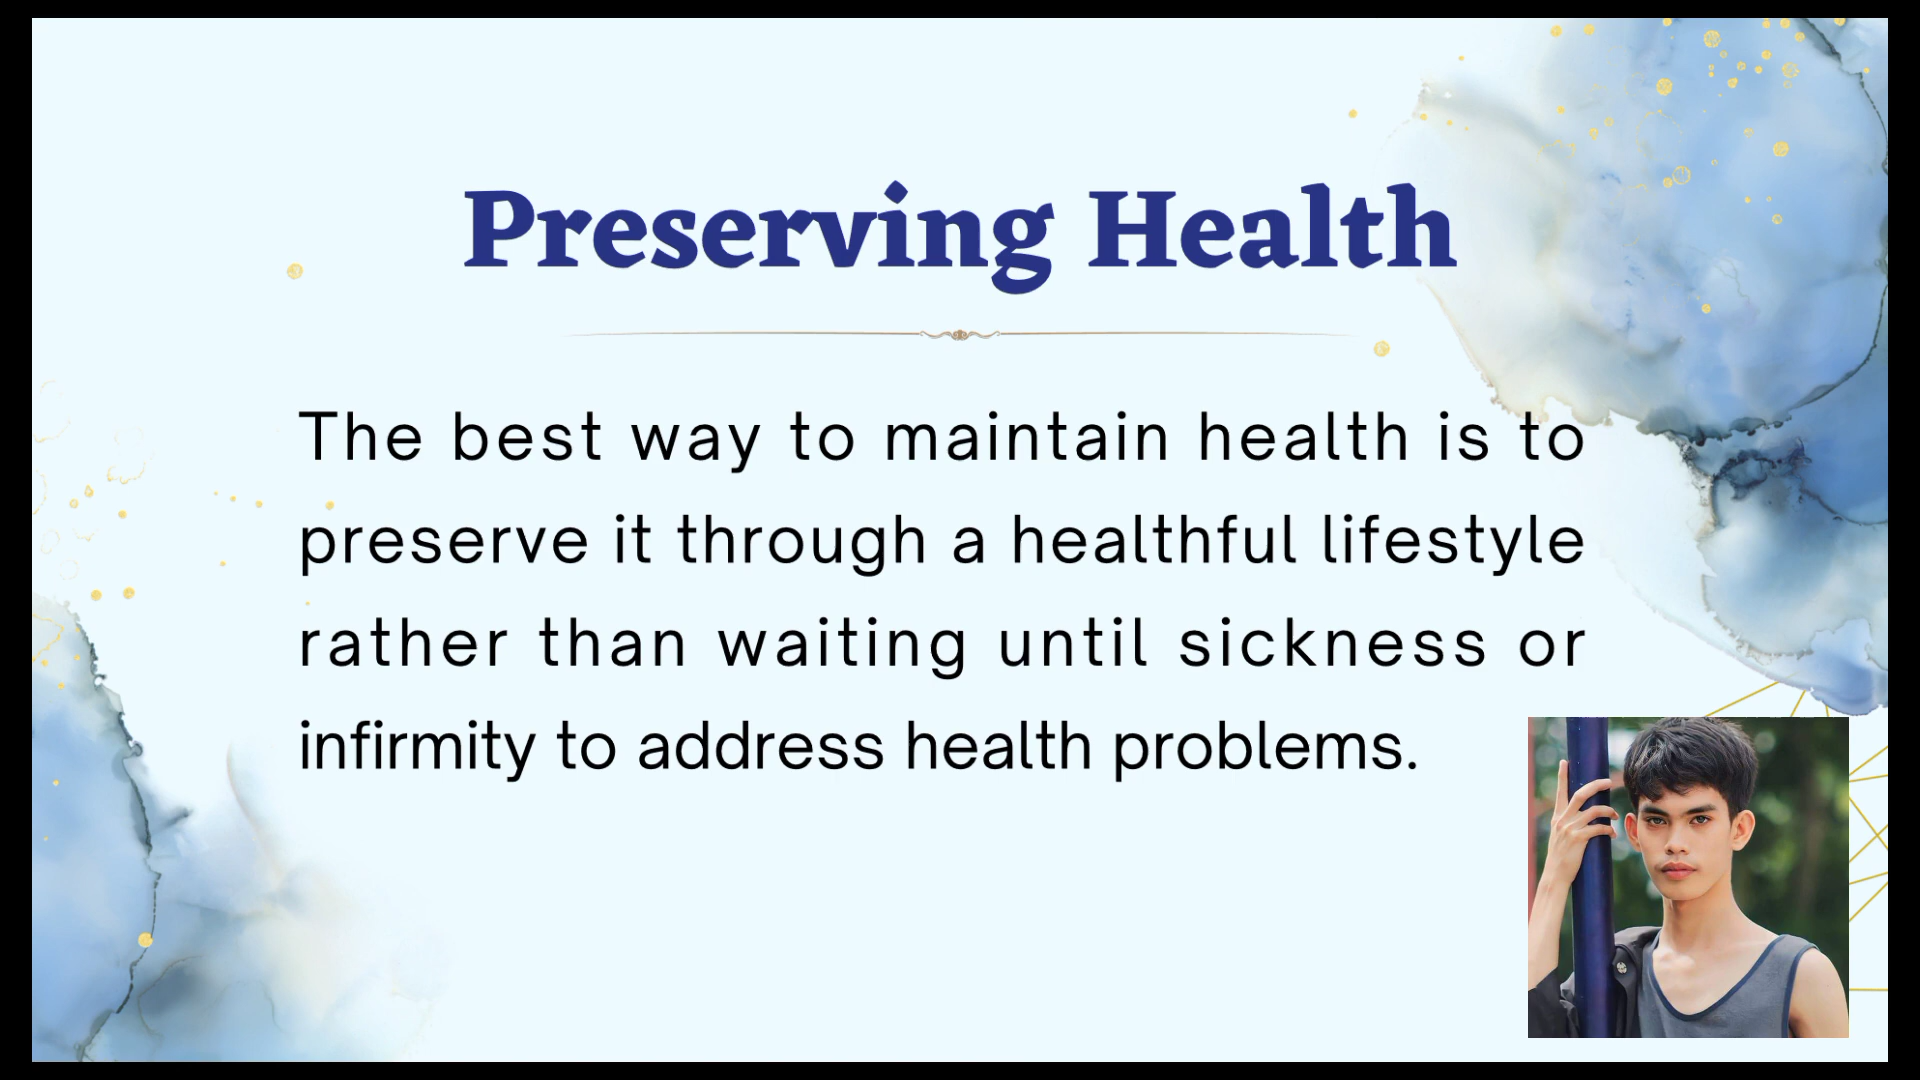 Preserving Health
The best way to maintain health is to
preserve it through a healthful lifestyle
rather than waiting until sickness or
infirmity to address health problems.